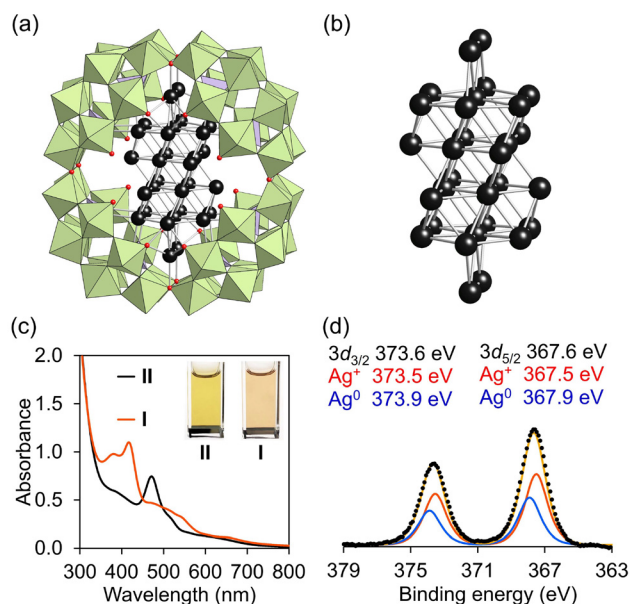 (a)
(b)
(c)
2.0
1.5
1.0
0.5
0.0
Absorbance
II
I
II
I
300 400 500 600 700 800
Wavelength (nm)
(d)
3d3/2 373.6 eV
Ag+ 373.5 eV
Ag0 373.9 eV
3d5/2 367.6 eV
Ag+ 367.5 eV
Ag0 367.9 eV
379 375 371 367 363
Binding energy (eV)